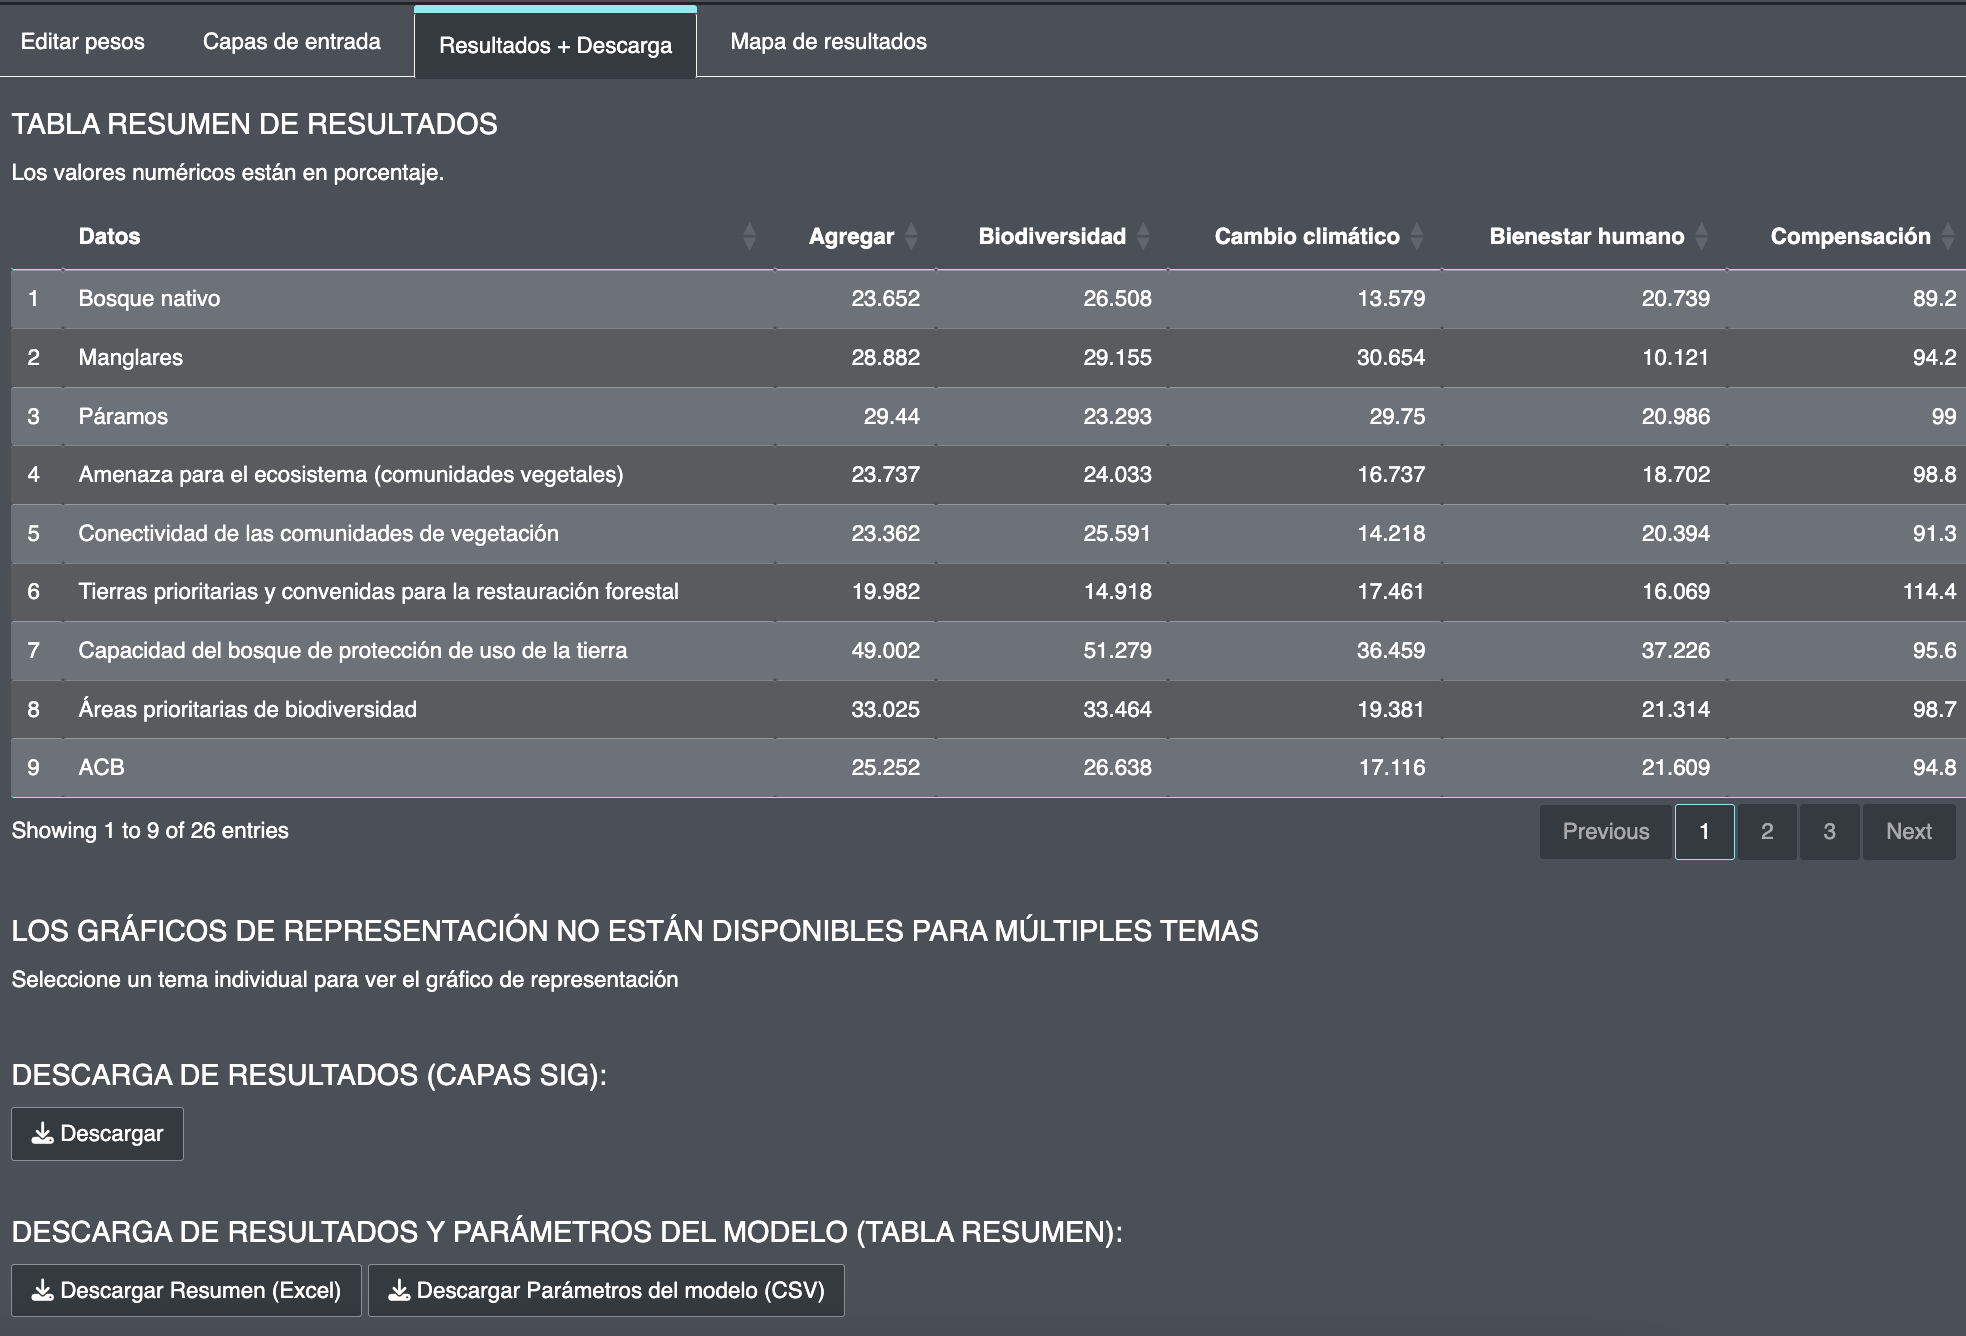 Editar pesos Capas de entrada Resultados + Descarga Mapa de resultados
TABLA RESUMEN DE RESULTADOS
Los valores numéricos están en porcentaje.
Datos Agregar Biodiversidad Cambio climático Bienestar humano Compensación
1 Bosque nativo 23.652 26.508 13.579 20.739 89.2
2 Manglares 28.882 29.155 30.654 10.121 94.2
3 Páramos 29.44 23.293 29.75 20.986 99
4 Amenaza para el ecosistema (comunidades vegetales) 23.737 24.033 16.737 18.702 98.8
5 Conectividad de las comunidades de vegetación 23.362 25.591 14.218 20.394 91.3
6 Tierras prioritarias y convenidas para la restauración forestal 19.982 14.918 17.461 16.069 114.4
7 Capacidad del bosque de protección de uso de la tierra 49.002 51.279 36.459 37.226 95.6
8 Áreas prioritarias de biodiversidad 33.025 33.464 19.381 21.314 98.7
9 ACB 25.252 26.638 17.116 21.609 94.8
Showing 1 to 9 of 26 entries Previous 1 2 3 Next
LOS GRÁFICOS DE REPRESENTACIÓN NO ESTÁN DISPONIBLES PARA MÚLTIPLES TEMAS
Seleccione un tema individual para ver el gráfico de representación
DESCARGA DE RESULTADOS (CAPAS SIG):
Descargar
DESCARGA DE RESULTADOS Y PARÁMETROS DEL MODELO (TABLA RESUMEN):
Descargar Resumen (Excel) Descargar Parámetros del modelo (CSV)